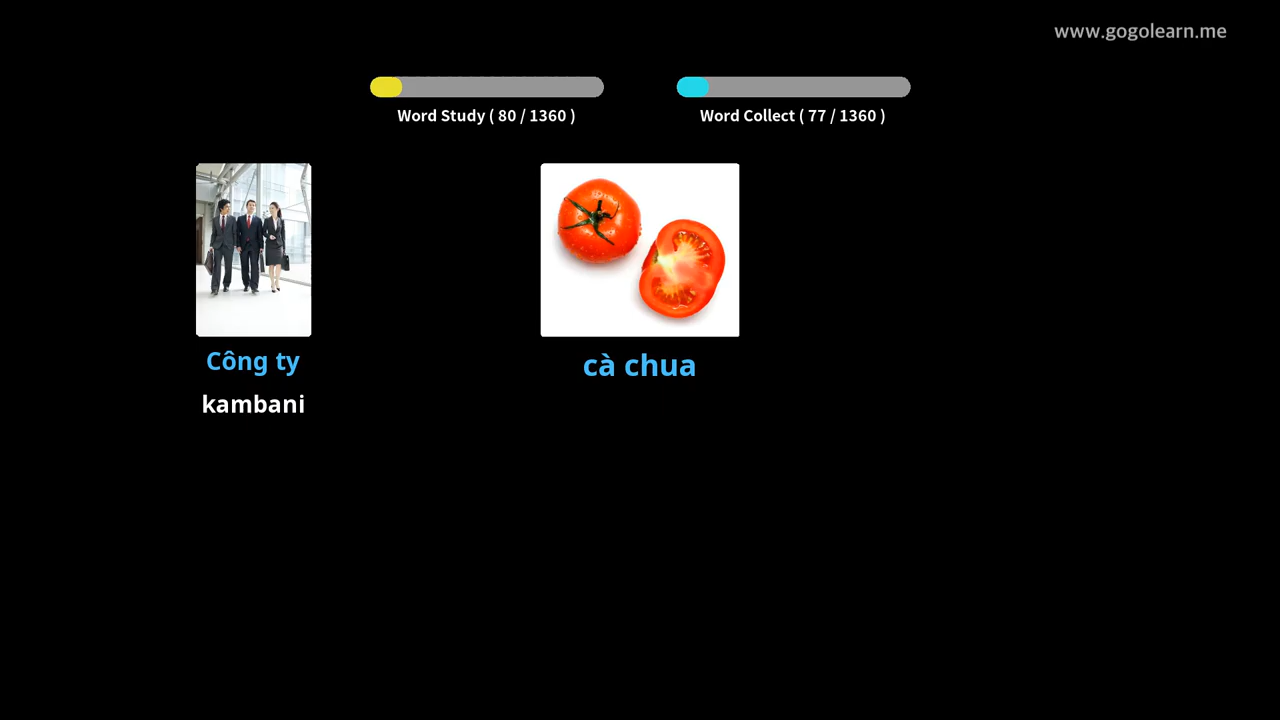 www.gogolearn.me
Word Study ( 80 / 1360 )
Word Collect ( 77 / 1360 )
Công ty
kambani
cà chua